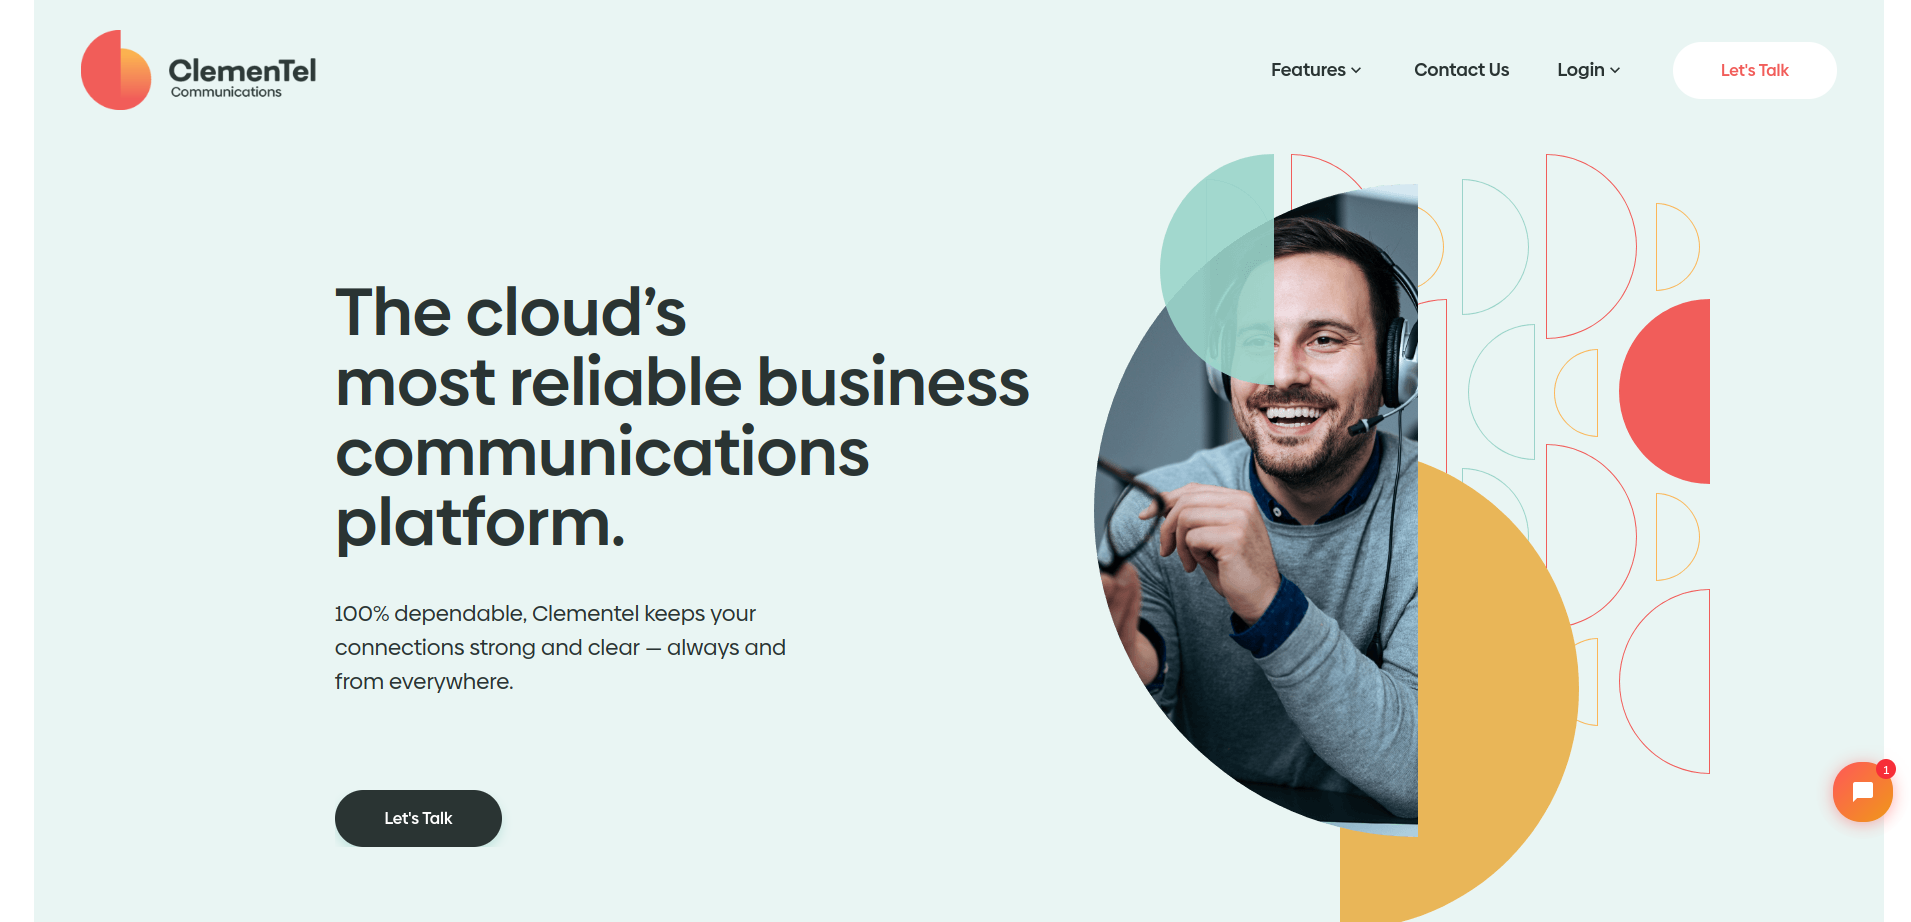 ClemenTel
Communications
Features
Contact Us
Login
Let's Talk
The cloud’s
most reliable business
communications
platform.
100% dependable, Clementel keeps your
connections strong and clear — always and
from everywhere.
Let's Talk
1